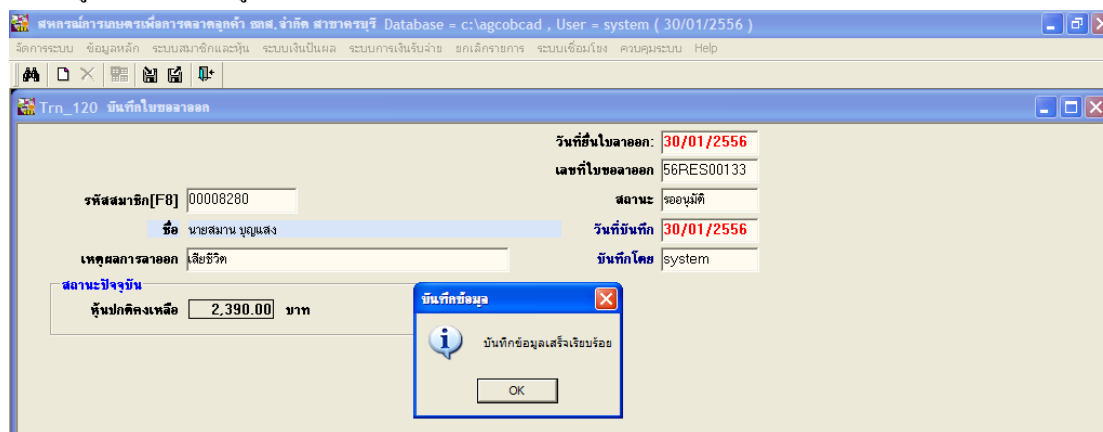 สหกรณ์การเกษตรเพื่อการตลาดลูกค้า ธกส.จำกัด สาขาครบุรี Database = c:\agcobcad , User = system ( 30/01/2556 )
จัดการระบบ ข้อมูลหลัก ระบบสมาชิกและหุ้น ระบบเงินปันผล ระบบการเงินรับจ่าย ยกเลิกรายการ ระบบเชื่อมโยง ควบคุมระบบ Help
Trn_120 บันทึกใบขอลาออก
วันที่ยื่นใบลาออก: 30/01/2556
เลขที่ใบขอลาออก 56RES00133
รหัสสมาชิก[F8] 00008280 สถานะ รออนุมัติ
ชื่อ นายสมาน บุญแสง วันที่บันทึก 30/01/2556
เหตุผลการลาออก เสียชีวิต บันทึกโดย system
สถานะปัจจุบัน
หุ้นปกติคงเหลือ 2,390.00 บาท
บันทึกข้อมูล
บันทึกข้อมูลเสร็จเรียบร้อย
OK